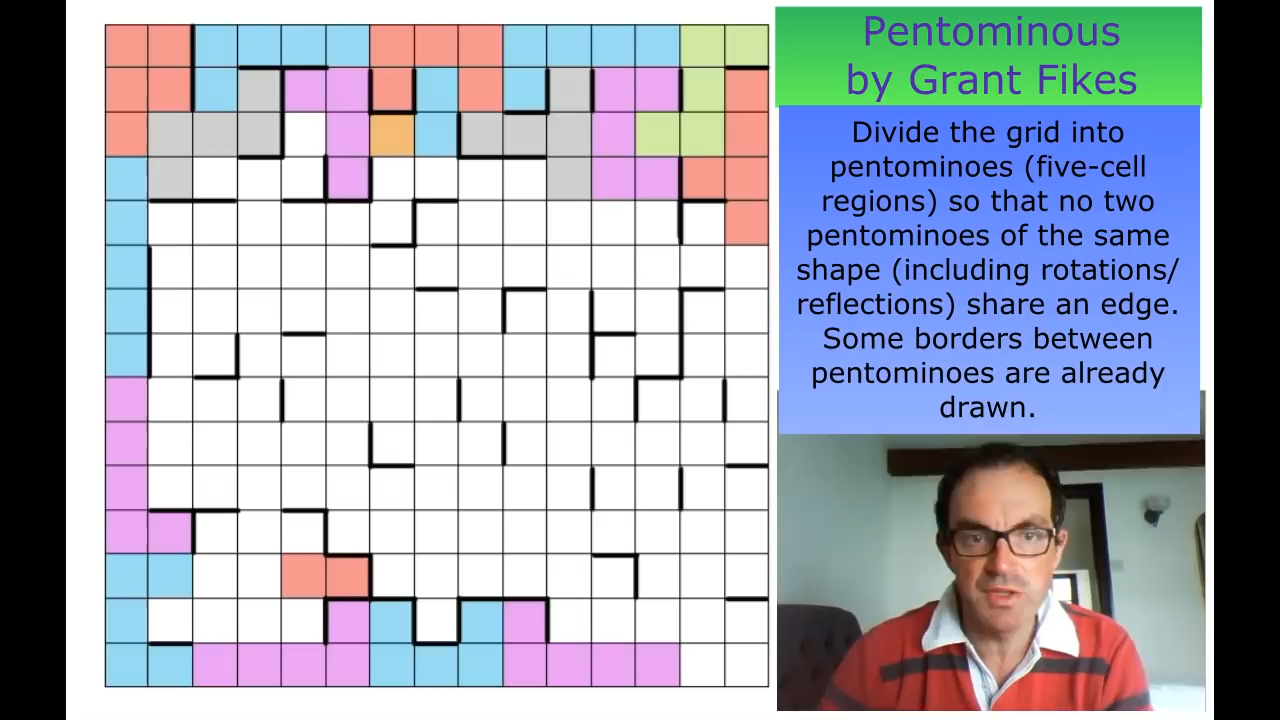 Pentominous
by Grant Fikes
Divide the grid into
pentominoes (five-cell
regions) so that no two
pentominoes of the same
shape (including rotations/
reflections) share an edge.
Some borders between
pentominoes are already
drawn.